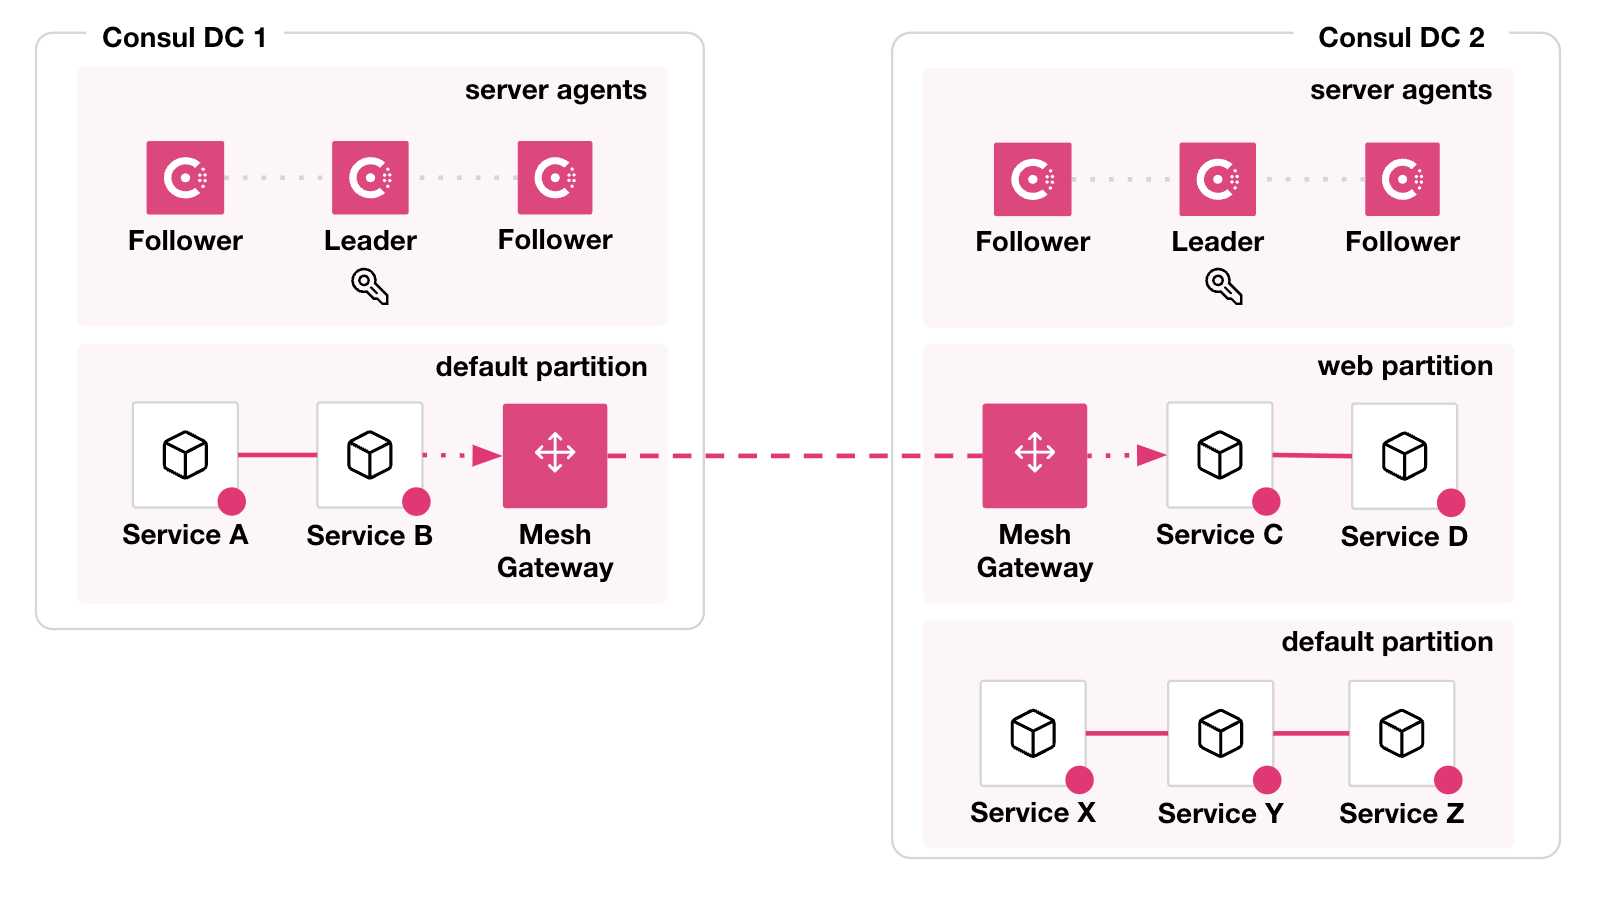 Consul DC 1
server agents
Follower
Leader
Follower
default partition
Service A
Service B
Mesh
Gateway
Consul DC 2
server agents
Follower
Leader
Follower
web partition
Mesh
Gateway
Service C
Service D
default partition
Service X
Service Y
Service Z